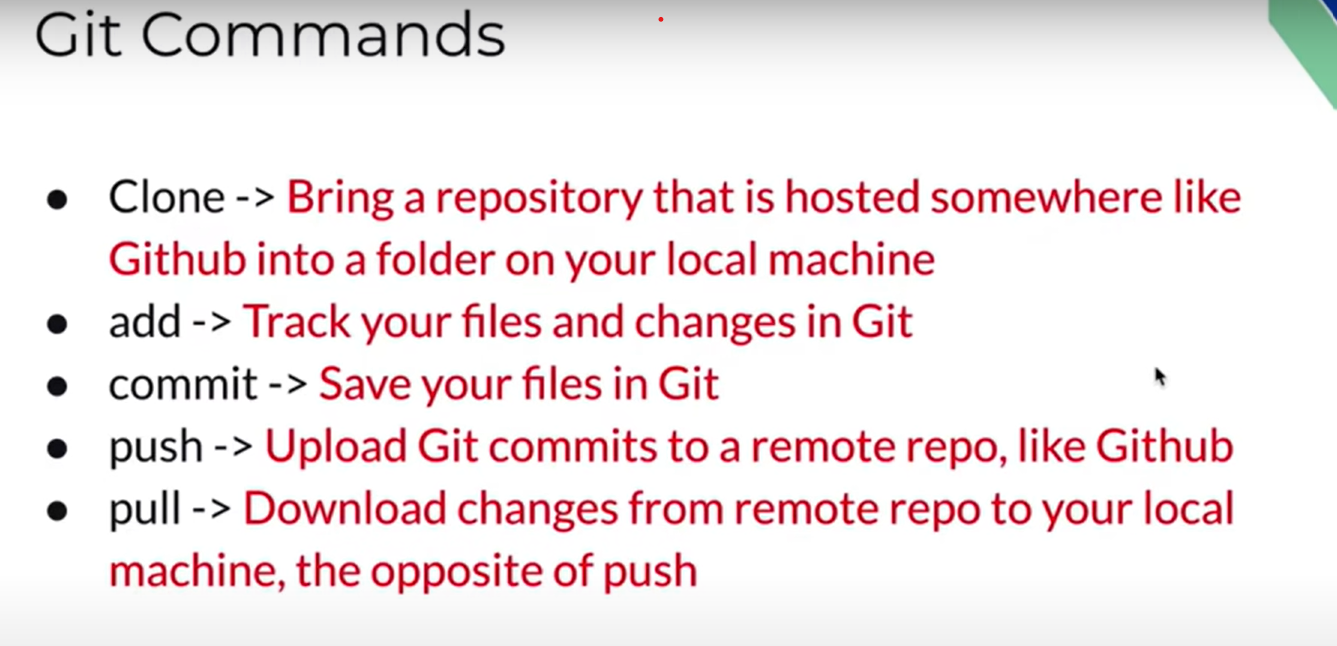 Git Commands
● Clone -> Bring a repository that is hosted somewhere like
Github into a folder on your local machine
● add -> Track your files and changes in Git
● commit -> Save your files in Git
● push -> Upload Git commits to a remote repo, like Github
● pull -> Download changes from remote repo to your local
machine, the opposite of push